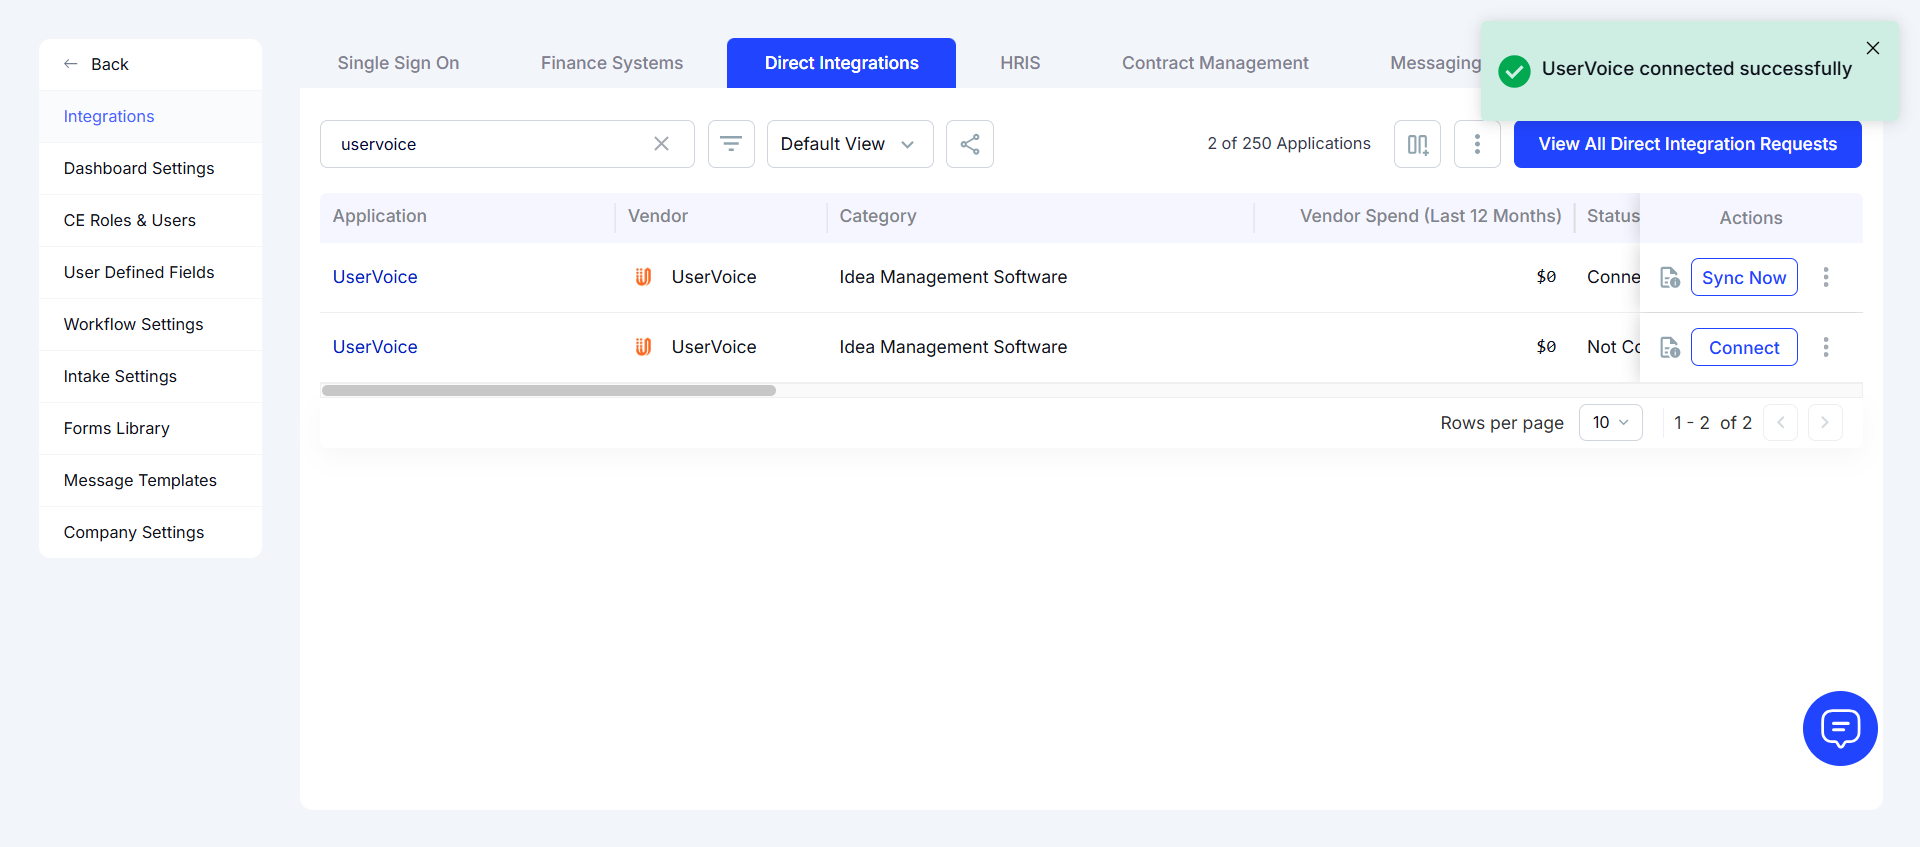 Back
Integrations
Dashboard Settings
CE Roles & Users
User Defined Fields
Workflow Settings
Intake Settings
Forms Library
Message Templates
Company Settings
Single Sign On Finance Systems Direct Integrations HRIS Contract Management Messaging
UserVoice connected successfully
uservoice Default View 2 of 250 Applications View All Direct Integration Requests
Application Vendor Category Vendor Spend (Last 12 Months) Status Actions
UserVoice UserVoice Idea Management Software $0 Conne Sync Now
UserVoice UserVoice Idea Management Software $0 Not Co Connect
Rows per page 10 1 - 2 of 2